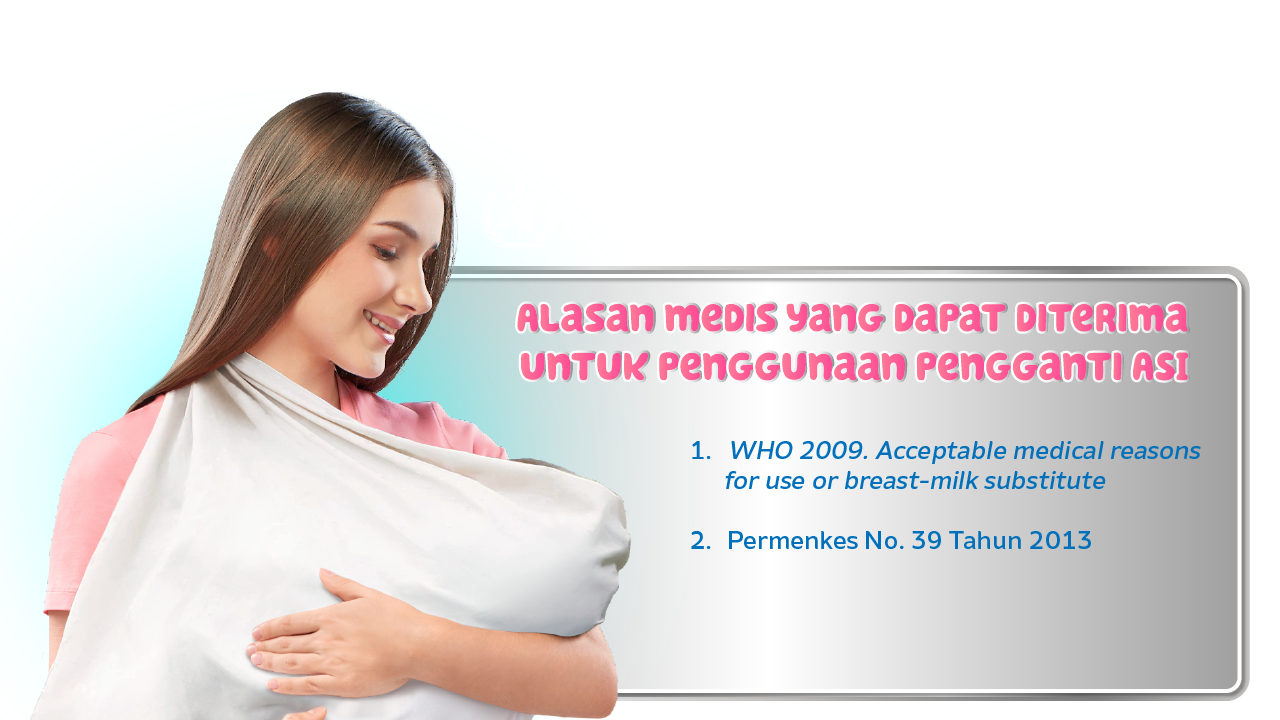 ALASAN MEDIS YANG DAPAT DITERIMA
UNTUK PENGGUNAAN PENGGANTI ASI
1. WHO 2009. Acceptable medical reasons
for use or breast-milk substitute
2. Permenkes No. 39 Tahun 2013